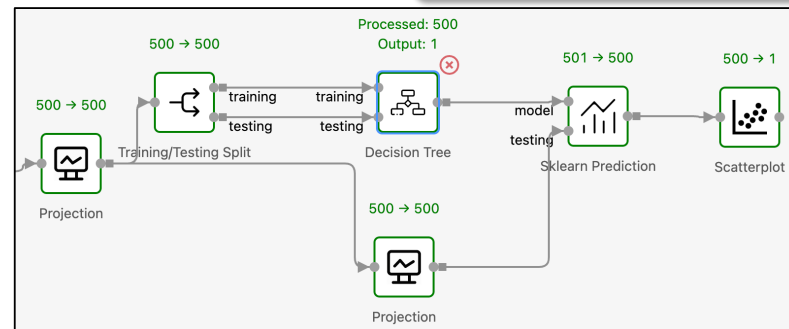 Processed: 500
Output: 1
500 → 500
501 → 500
500 → 1
training
training
500 → 500
model
testing
testing
testing
Training/Testing Split
Decision Tree
Sklearn Prediction
Scatterplot
Projection
500 → 500
Projection